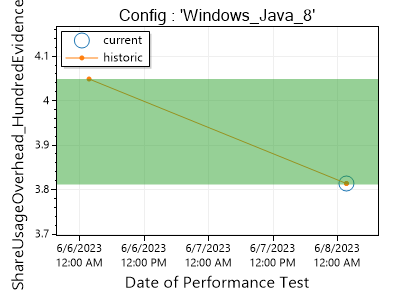 Config : 'Windows_Java_8'
current
historic
ShareUsageOverhead_HundredEvidence
4.1
4
3.9
3.8
3.7
6/6/2023 6/6/2023 6/7/2023 6/7/2023 6/8/2023
12:00 AM 12:00 PM 12:00 AM 12:00 PM 12:00 AM
Date of Performance Test